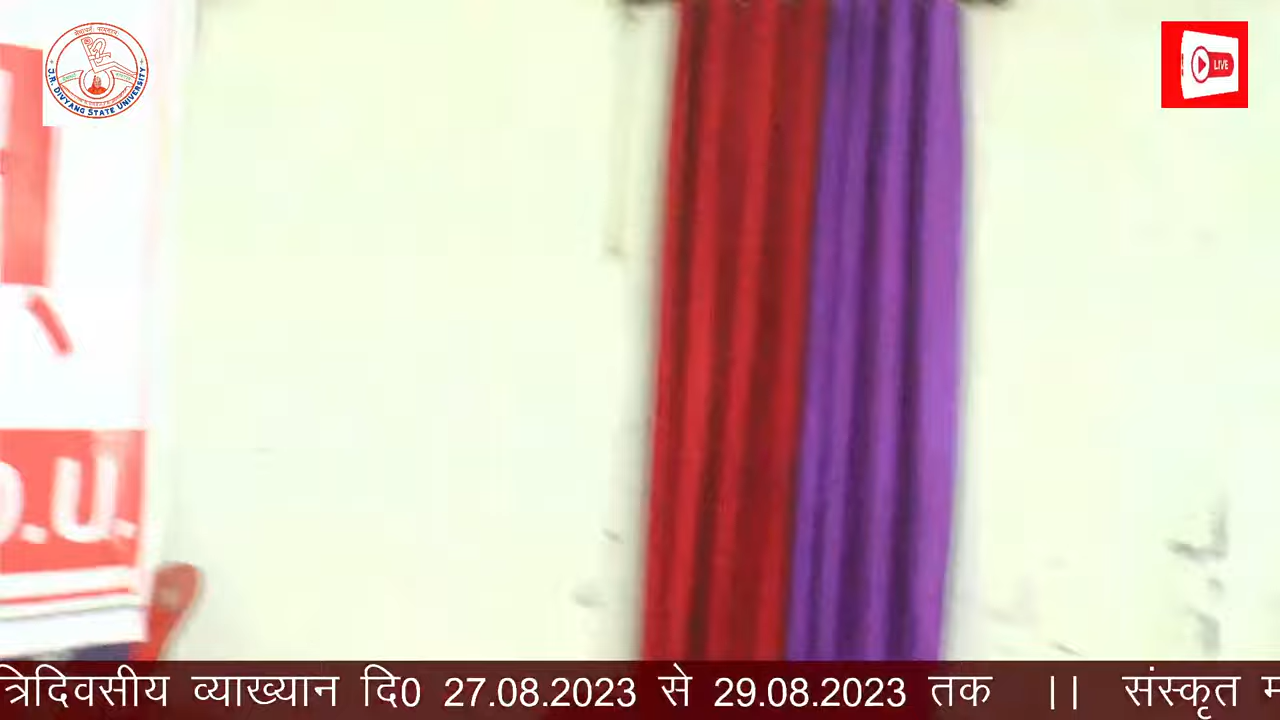 J.R. DIVYANG STATE UNIVERSITY
LIVE
.U.
त्रिदिवसीय व्याख्यान दि0 27.08.2023 से 29.08.2023 तक || संस्कृत